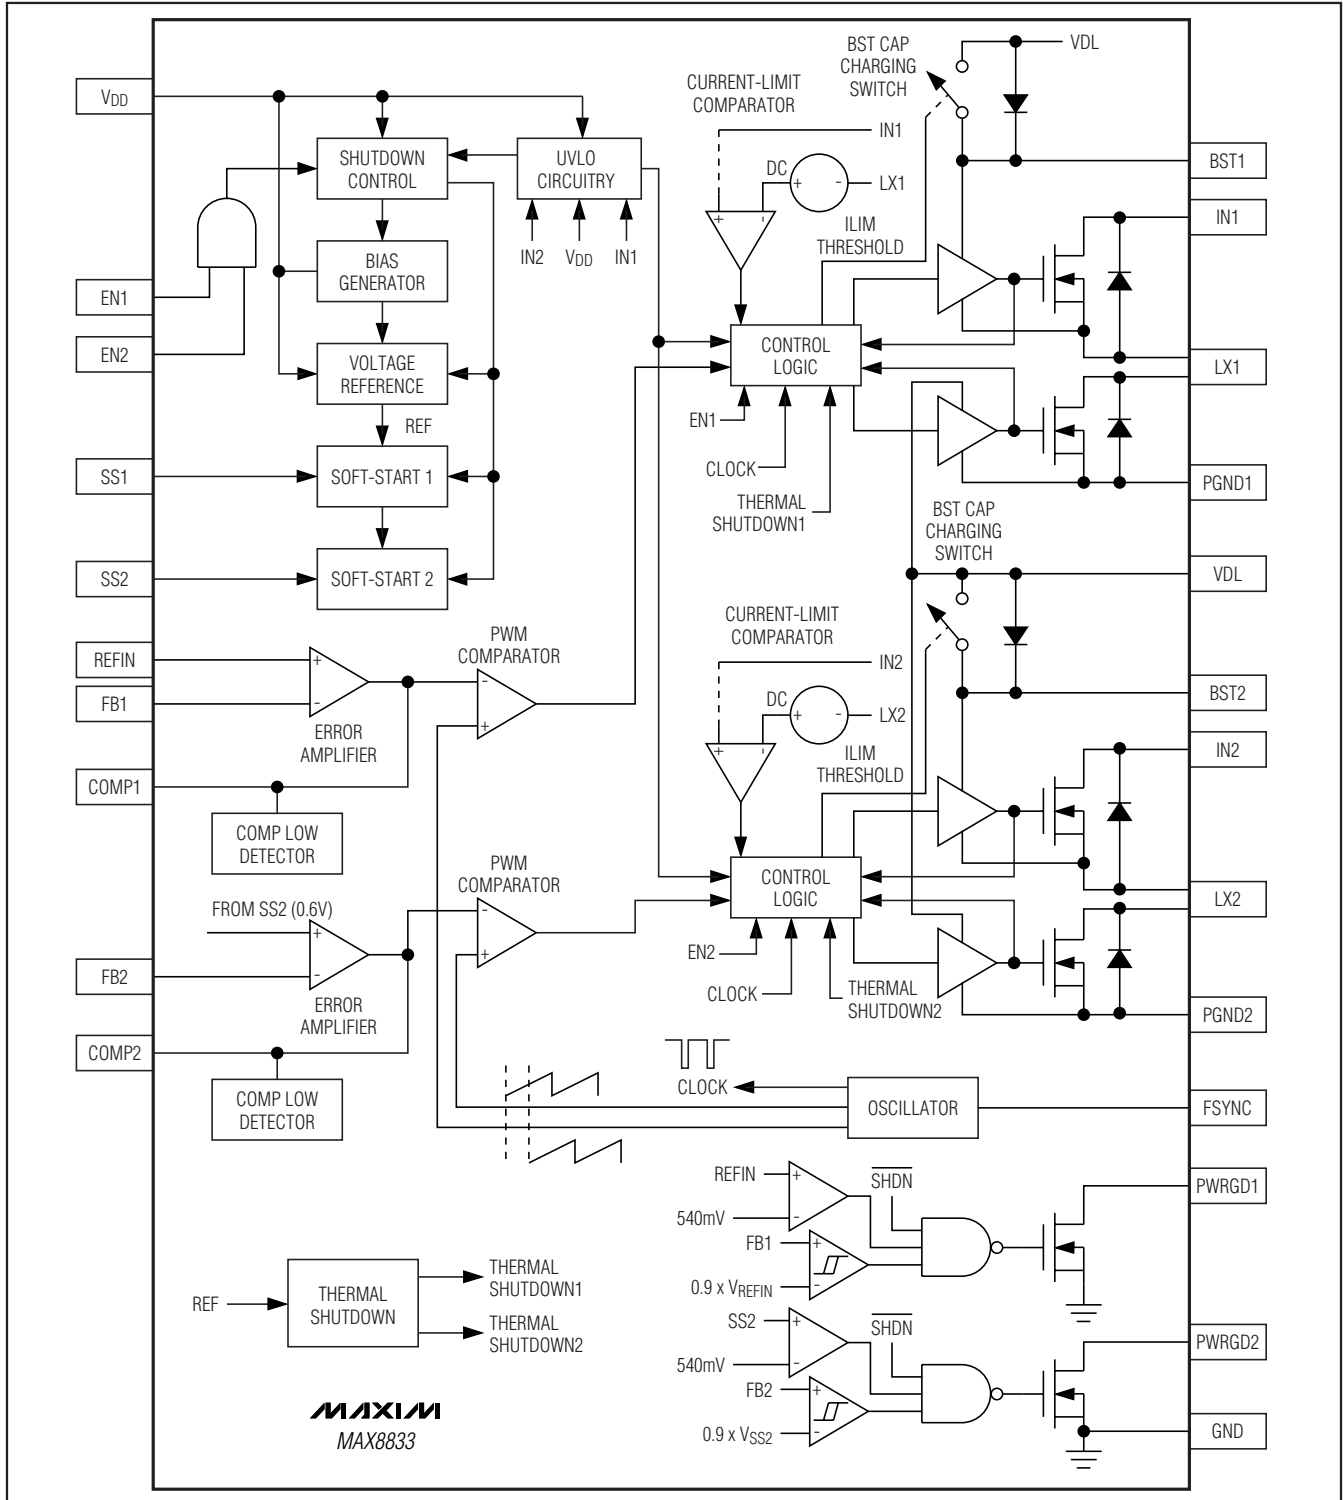 VDD
EN1
EN2
SS1
SS2
REFIN
FB1
COMP1
FB2
COMP2
SHUTDOWN
CONTROL
UVLO
CIRCUITRY
IN2
VDD
IN1
BIAS
GENERATOR
VOLTAGE
REFERENCE
REF
SOFT-START 1
SOFT-START 2
+
-
ERROR
AMPLIFIER
PWM
COMPARATOR
-
+
COMP LOW
DETECTOR
FROM SS2 (0.6V)
+
-
ERROR
AMPLIFIER
PWM
COMPARATOR
-
+
COMP LOW
DETECTOR
CURRENT-LIMIT
COMPARATOR
IN1
DC
+
-
LX1
+
-
ILIM
THRESHOLD
BST CAP
CHARGING
SWITCH
VDL
CONTROL
LOGIC
EN1
CLOCK
THERMAL
SHUTDOWN1
BST CAP
CHARGING
SWITCH
CURRENT-LIMIT
COMPARATOR
IN2
DC
+
-
LX2
+
-
ILIM
THRESHOLD
CONTROL
LOGIC
EN2
CLOCK
THERMAL
SHUTDOWN2
CLOCK
OSCILLATOR
BST1
IN1
LX1
PGND1
VDL
BST2
IN2
LX2
PGND2
FSYNC
PWRGD1
PWRGD2
GND
REFIN
+
540mV
-
SHDN
FB1
+
0.9 x VREFIN
-
SS2
+
540mV
-
SHDN
FB2
+
0.9 x VSS2
-
REF
THERMAL
SHUTDOWN
THERMAL
SHUTDOWN1
THERMAL
SHUTDOWN2
MAXIM
MAX8833